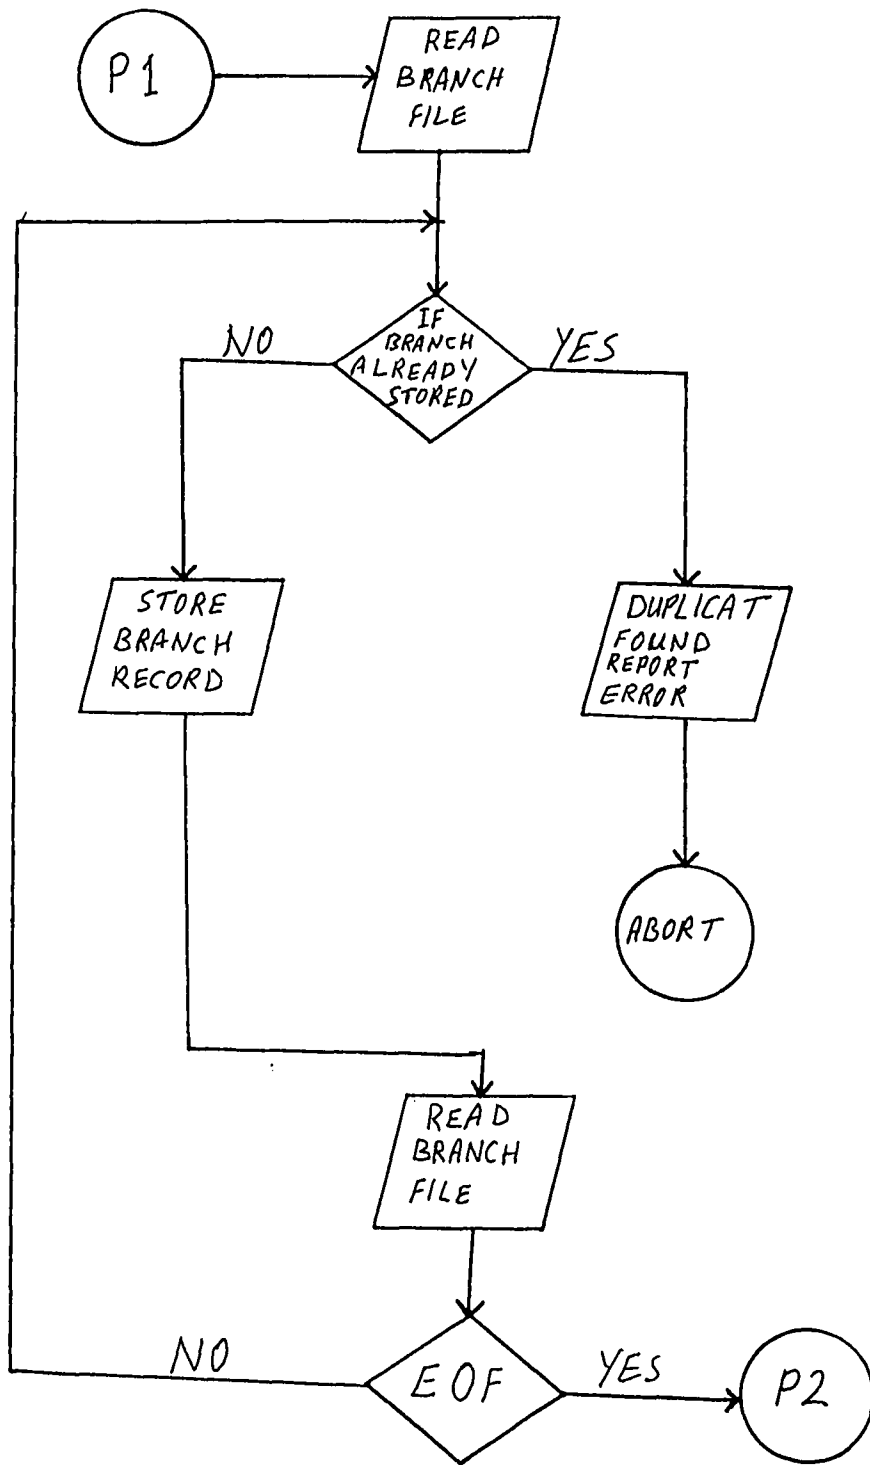 P1
READ
BRANCH
FILE
IF
BRANCH
ALREADY
STORED
NO
YES
STORE
BRANCH
RECORD
DUPLICAT
FOUND
REPORT
ERROR
ABORT
READ
BRANCH
FILE
EOF
NO
YES
P2